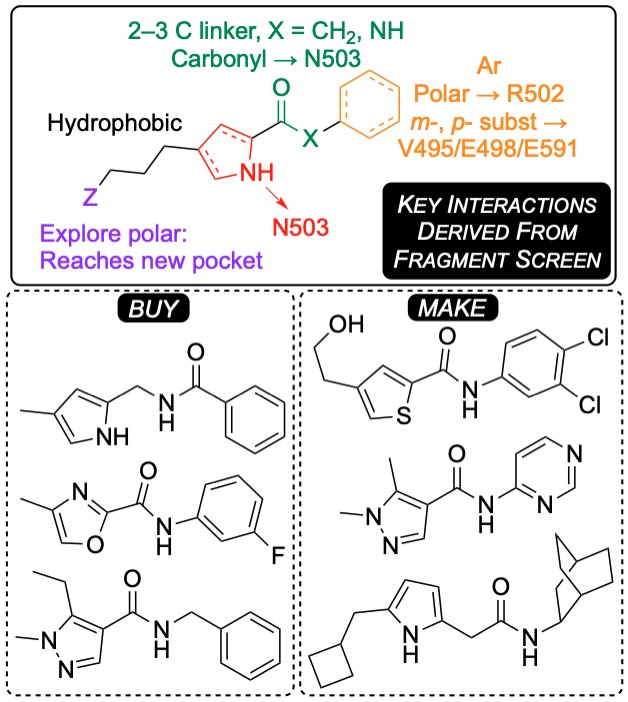 2–3 C linker, X = CH2, NH
Carbonyl → N503
Ar
Polar → R502
m-, p- subst →
V495/E498/E591
Hydrophobic
O
X
NH
N503
Z
Explore polar:
Reaches new pocket
KEY INTERACTIONS
DERIVED FROM
FRAGMENT SCREEN
BUY
O
N
H
NH
N
O
O
N
H
F
O
N
N
N
H
MAKE
OH
O
S
N
H
Cl
Cl
O
N
N
N
H
N
N
O
N
H
N
H